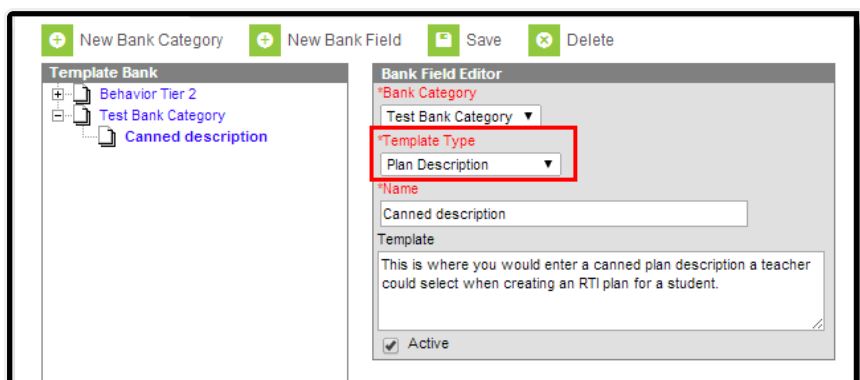 New Bank Category New Bank Field Save Delete
Template Bank
Behavior Tier 2
Test Bank Category
Canned description
Bank Field Editor
*Bank Category
Test Bank Category
*Template Type
Plan Description
*Name
Canned description
Template
This is where you would enter a canned plan description a teacher
could select when creating an RTI plan for a student.
Active